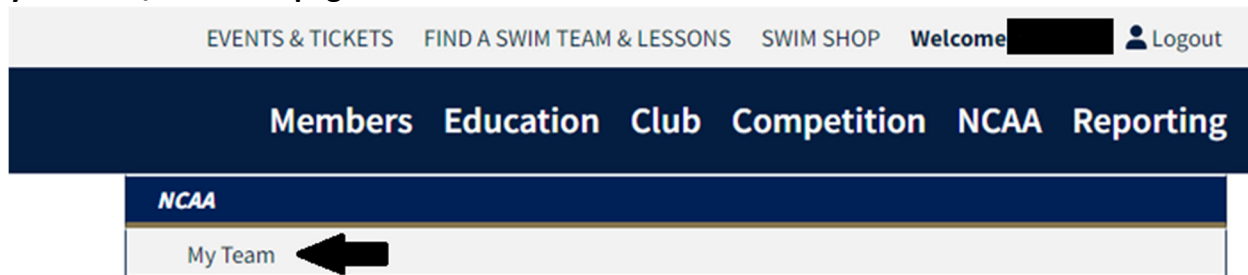 EVENTS & TICKETS FIND A SWIM TEAM & LESSONS SWIM SHOP Welcome Logout
Members Education Club Competition NCAA Reporting
NCAA
My Team